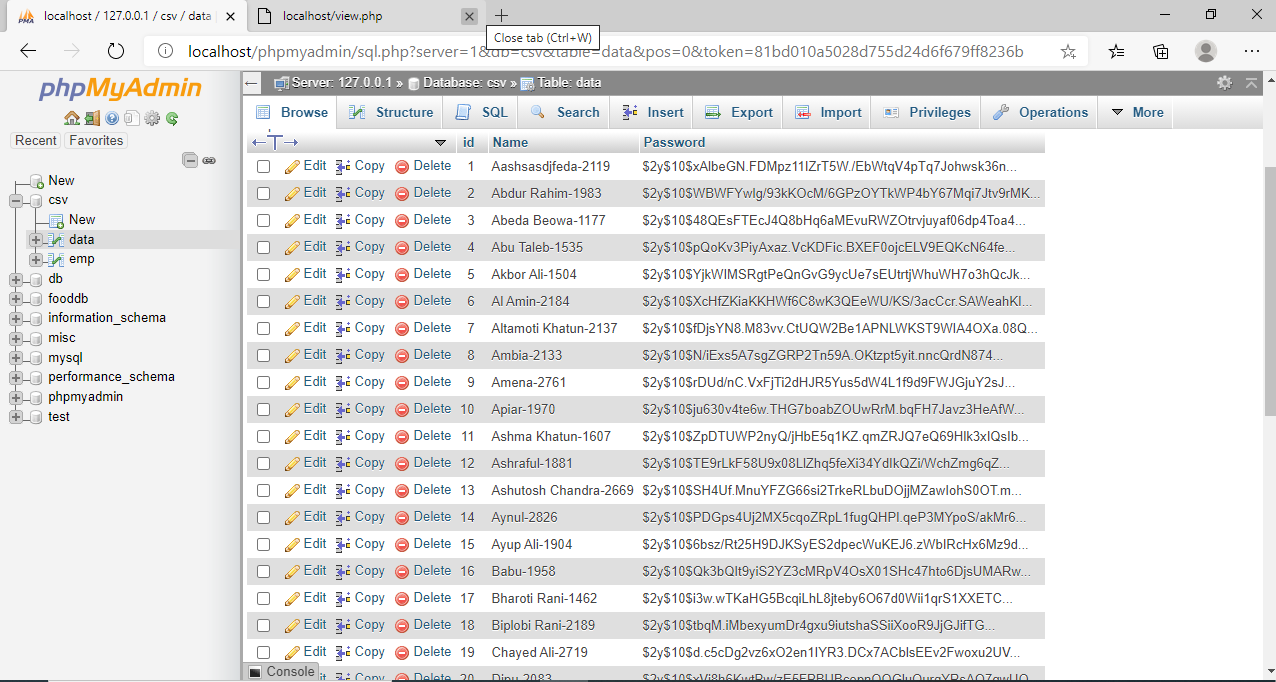 localhost / 127.0.0.1 / csv / data
localhost/view.php
Close tab (Ctrl+W)
localhost/phpmyadmin/sql.php?server=1&db=csv&table=data&pos=0&token=81bd010a5028d755d24d6f679ff8236b
phpMyAdmin
Recent Favorites
New
csv
New
data
emp
db
fooddb
information_schema
misc
mysql
performance_schema
phpmyadmin
test
Server: 127.0.0.1 » Database: csv » Table: data
Browse Structure SQL Search Insert Export Import Privileges Operations More
←T→ id Name Password
Edit Copy Delete 1 Aashsasdjfeda-2119 $2y$10$xAlbeGN.FDMpz11IZrT5W./EbWtqV4pTq7Johwsk36n...
Edit Copy Delete 2 Abdur Rahim-1983 $2y$10$WBWFYwIg/93kKOcM/6GPzOYTkWP4bY67Mqi7Jtv9rMK...
Edit Copy Delete 3 Abeda Beowa-1177 $2y$10$48QEsFTEcJ4Q8bHq6aMEvuRWZOtrvjuyaf06dp4Toa4...
Edit Copy Delete 4 Abu Taleb-1535 $2y$10$pQoKv3PiyAxaz.VcKDFic.BXEF0ojcELV9EQKcN64fe...
Edit Copy Delete 5 Akbor Ali-1504 $2y$10$YjkWIMSRgtPeQnGvG9ycUe7sEUtrtjWhuWH7o3hQcJk...
Edit Copy Delete 6 Al Amin-2184 $2y$10$XcHfZKiaKKHWf6C8wK3QEeWU/KS/3acCcr.SAWeahKI...
Edit Copy Delete 7 Altamoti Khatun-2137 $2y$10$fDjsYN8.M83vv.CtUQW2Be1APNLWKST9WIA4OXa.08Q...
Edit Copy Delete 8 Ambia-2133 $2y$10$N/iExs5A7sgZGRP2Tn59A.OKtzpt5yit.nncQrdN874...
Edit Copy Delete 9 Amena-2761 $2y$10$rDUd/nC.VxFjTi2dHJR5Yus5dW4L1f9d9FWJGjuY2sJ...
Edit Copy Delete 10 Apiar-1970 $2y$10$ju630v4te6w.THG7boabZOUwRrM.bqFH7Javz3HeAfW...
Edit Copy Delete 11 Ashma Khatun-1607 $2y$10$ZpDTUWP2nyQ/jHbE5q1KZ.qmZRJQ7eQ69HIk3xIQsIb...
Edit Copy Delete 12 Ashraful-1881 $2y$10$TE9rLkF58U9x08LIZhq5feXi34YdIkQZi/WchZmg6qZ...
Edit Copy Delete 13 Ashutosh Chandra-2669 $2y$10$SH4Uf.MnuYFZG66si2TrkeRLbuDOjjMZawIohS0OT.m...
Edit Copy Delete 14 Aynul-2826 $2y$10$PDGps4Uj2MX5cqoZRpL1fugQHPI.qeP3MYpoS/akMr6...
Edit Copy Delete 15 Ayup Ali-1904 $2y$10$6bsz/Rt25H9DJKSyES2dpecWuKEJ6.zWbIRcHx6Mz9d...
Edit Copy Delete 16 Babu-1958 $2y$10$Qk3bQIt9yiS2YZ3cMRpV4OsX01SHc47hto6DjsUMARw...
Edit Copy Delete 17 Bharoti Rani-1462 $2y$10$i3w.wTKaHG5BcqiLhL8jteby6O67d0Wii1qrS1XXETC...
Edit Copy Delete 18 Biplobi Rani-2189 $2y$10$tbqM.iMbexyumDr4gxu9iutshaSSiiXooR9JjGJifTG...
Edit Copy Delete 19 Chayed Ali-2719 $2y$10$d.c5cDg2vz6xO2en1IYR3.DCx7ACblsEEv2Fwoxu2UV...
Console
Copy Delete 20 Dipu-2083